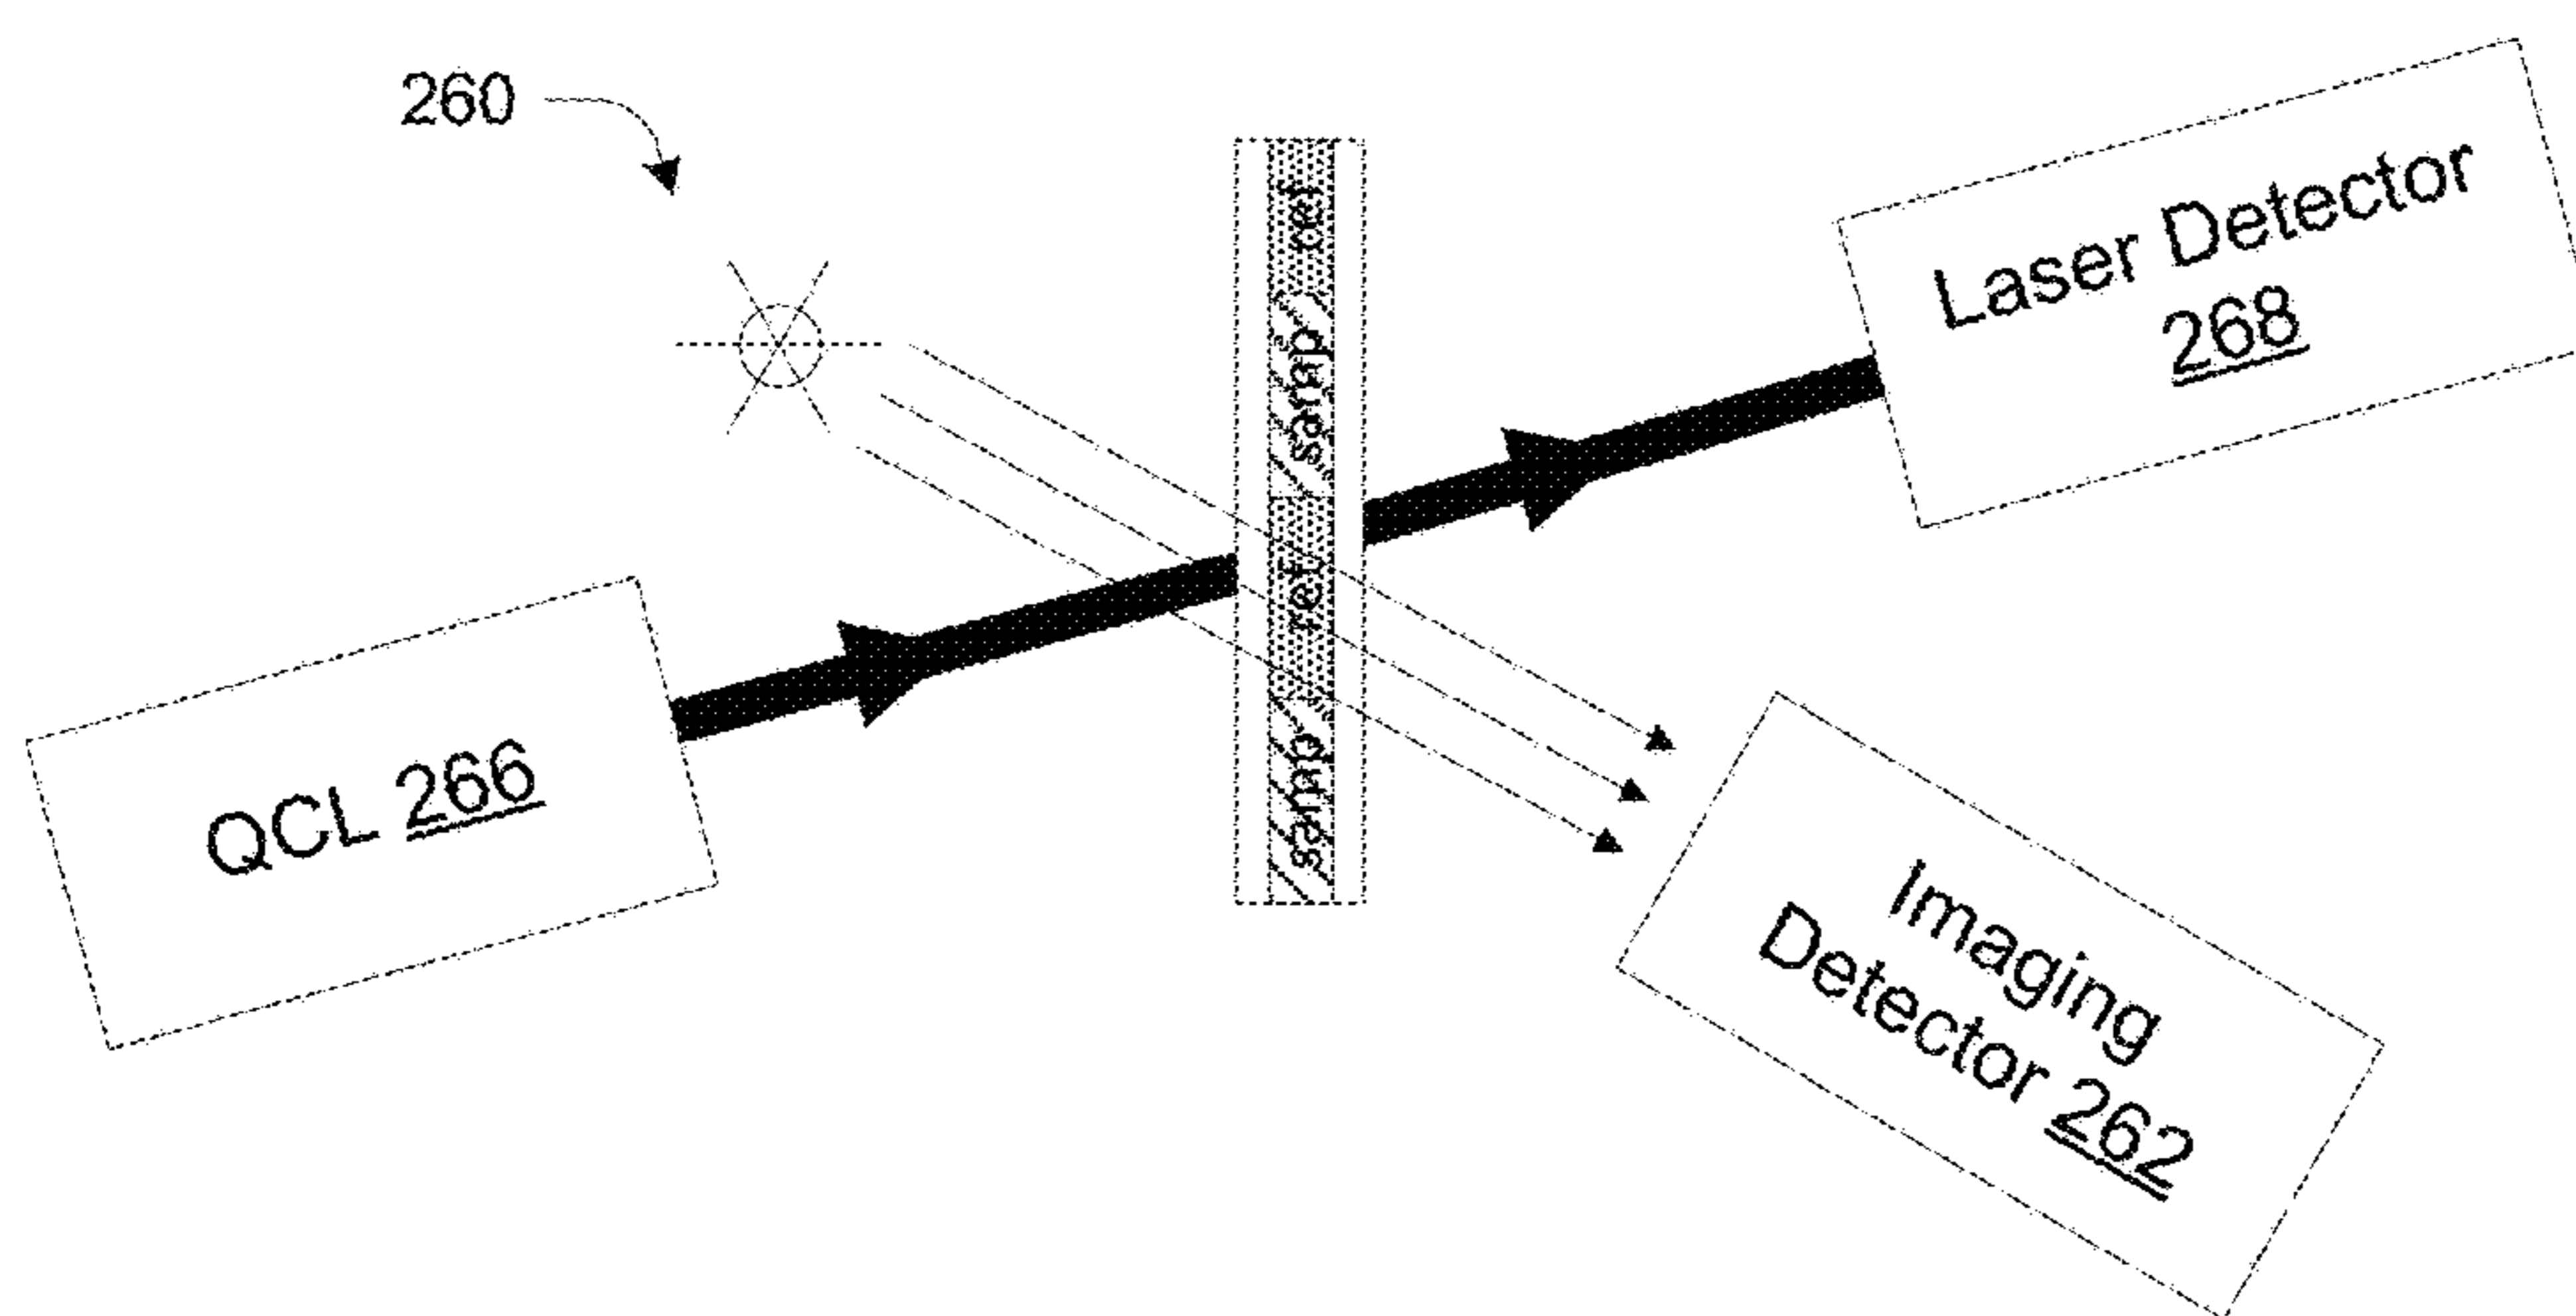 260
Laser Detector
268
ref
samp
ref
samp
QCL 266
Imaging
Detector 262